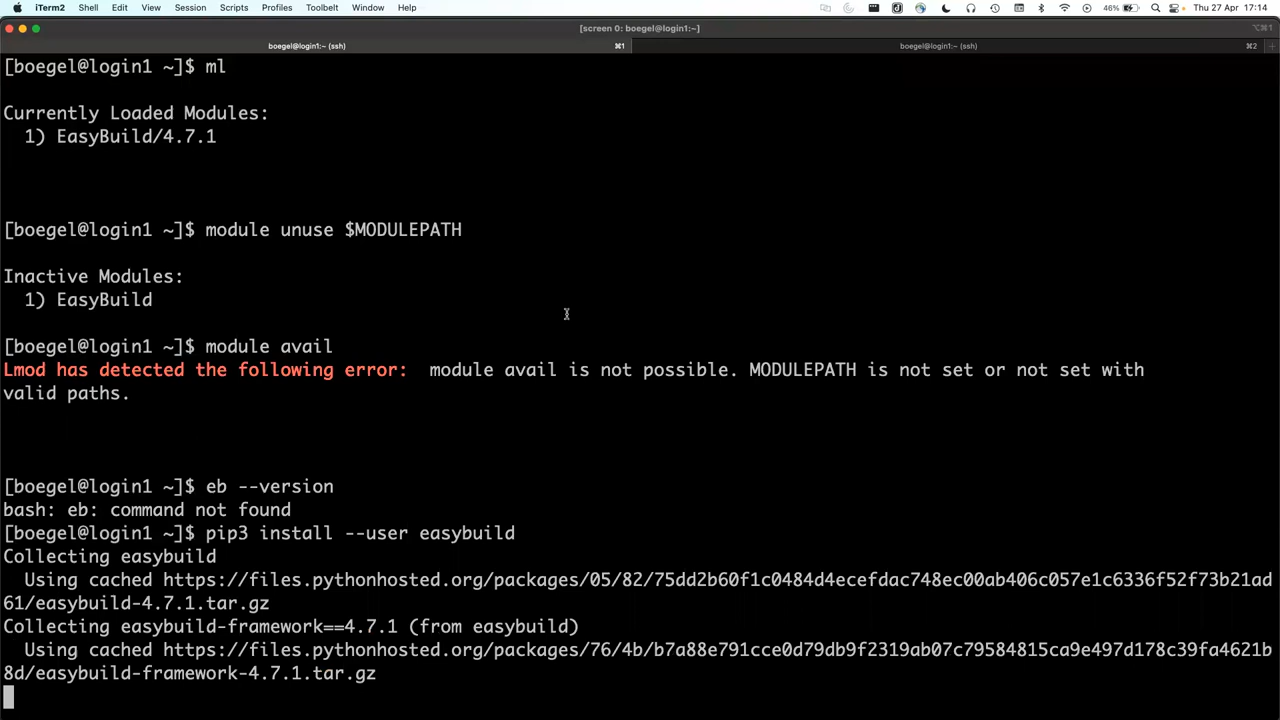 iTerm2 Shell Edit View Session Scripts Profiles Toolbelt Window Help 46% Thu 27 Apr 17:14
[screen 0: boegel@login1:~]
⌥⌘1
boegel@login1:~ (ssh) ⌘1 boegel@login1:~ (ssh) ⌘2 +
[boegel@login1 ~]$ ml
Currently Loaded Modules:
1) EasyBuild/4.7.1
[boegel@login1 ~]$ module unuse $MODULEPATH
Inactive Modules:
1) EasyBuild
[boegel@login1 ~]$ module avail
Lmod has detected the following error: module avail is not possible. MODULEPATH is not set or not set with
valid paths.
[boegel@login1 ~]$ eb --version
bash: eb: command not found
[boegel@login1 ~]$ pip3 install --user easybuild
Collecting easybuild
Using cached https://files.pythonhosted.org/packages/05/82/75dd2b60f1c0484d4ecefdac748ec00ab406c057e1c6336f52f73b21ad
61/easybuild-4.7.1.tar.gz
Collecting easybuild-framework==4.7.1 (from easybuild)
Using cached https://files.pythonhosted.org/packages/76/4b/b7a88e791cce0d79db9f2319ab07c79584815ca9e497d178c39fa4621b
8d/easybuild-framework-4.7.1.tar.gz